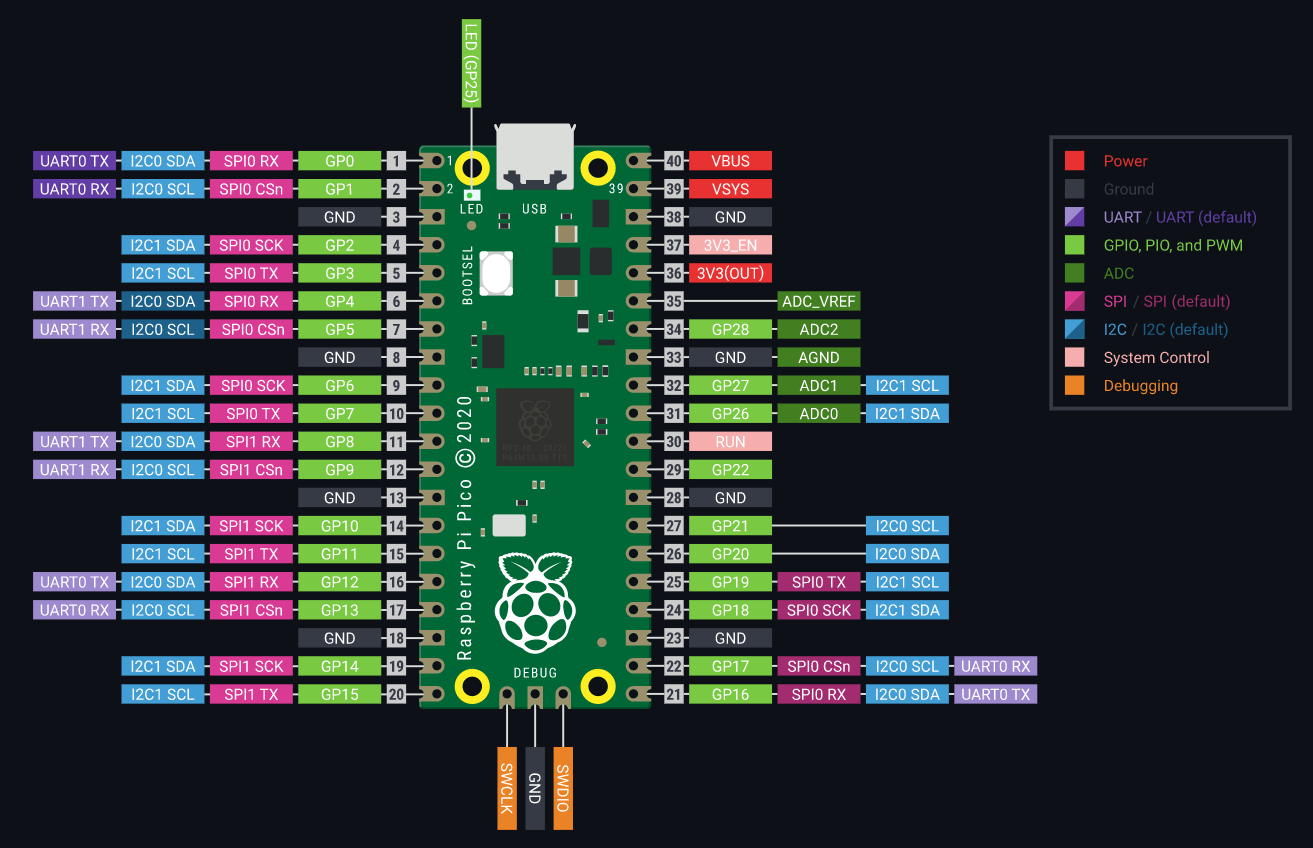 LED (GP25)
UART0 TX I2C0 SDA SPI0 RX GP0 1 1 40 VBUS
UART0 RX I2C0 SCL SPI0 CSn GP1 2 2 39 39 VSYS
GND 3 LED USB 38 GND
I2C1 SDA SPI0 SCK GP2 4 37 3V3_EN
I2C1 SCL SPI0 TX GP3 5 BOOTSEL 36 3V3(OUT)
UART1 TX I2C0 SDA SPI0 RX GP4 6 35 ADC_VREF
UART1 RX I2C0 SCL SPI0 CSn GP5 7 34 GP28 ADC2
GND 8 33 GND AGND
I2C1 SDA SPI0 SCK GP6 9 32 GP27 ADC1 I2C1 SCL
I2C1 SCL SPI0 TX GP7 10 31 GP26 ADC0 I2C1 SDA
UART1 TX I2C0 SDA SPI1 RX GP8 11 30 RUN
UART1 RX I2C0 SCL SPI1 CSn GP9 12 29 GP22
GND 13 28 GND
I2C1 SDA SPI1 SCK GP10 14 27 GP21 I2C0 SCL
I2C1 SCL SPI1 TX GP11 15 26 GP20 I2C0 SDA
UART0 TX I2C0 SDA SPI1 RX GP12 16 25 GP19 SPI0 TX I2C1 SCL
UART0 RX I2C0 SCL SPI1 CSn GP13 17 24 GP18 SPI0 SCK I2C1 SDA
GND 18 23 GND
I2C1 SDA SPI1 SCK GP14 19 22 GP17 SPI0 CSn I2C0 SCL UART0 RX
I2C1 SCL SPI1 TX GP15 20 21 GP16 SPI0 RX I2C0 SDA UART0 TX
Raspberry Pi Pico © 2020
DEBUG
SWCLK
GND
SWDIO
Power
Ground
UART / UART (default)
GPIO, PIO, and PWM
ADC
SPI / SPI (default)
I2C / I2C (default)
System Control
Debugging